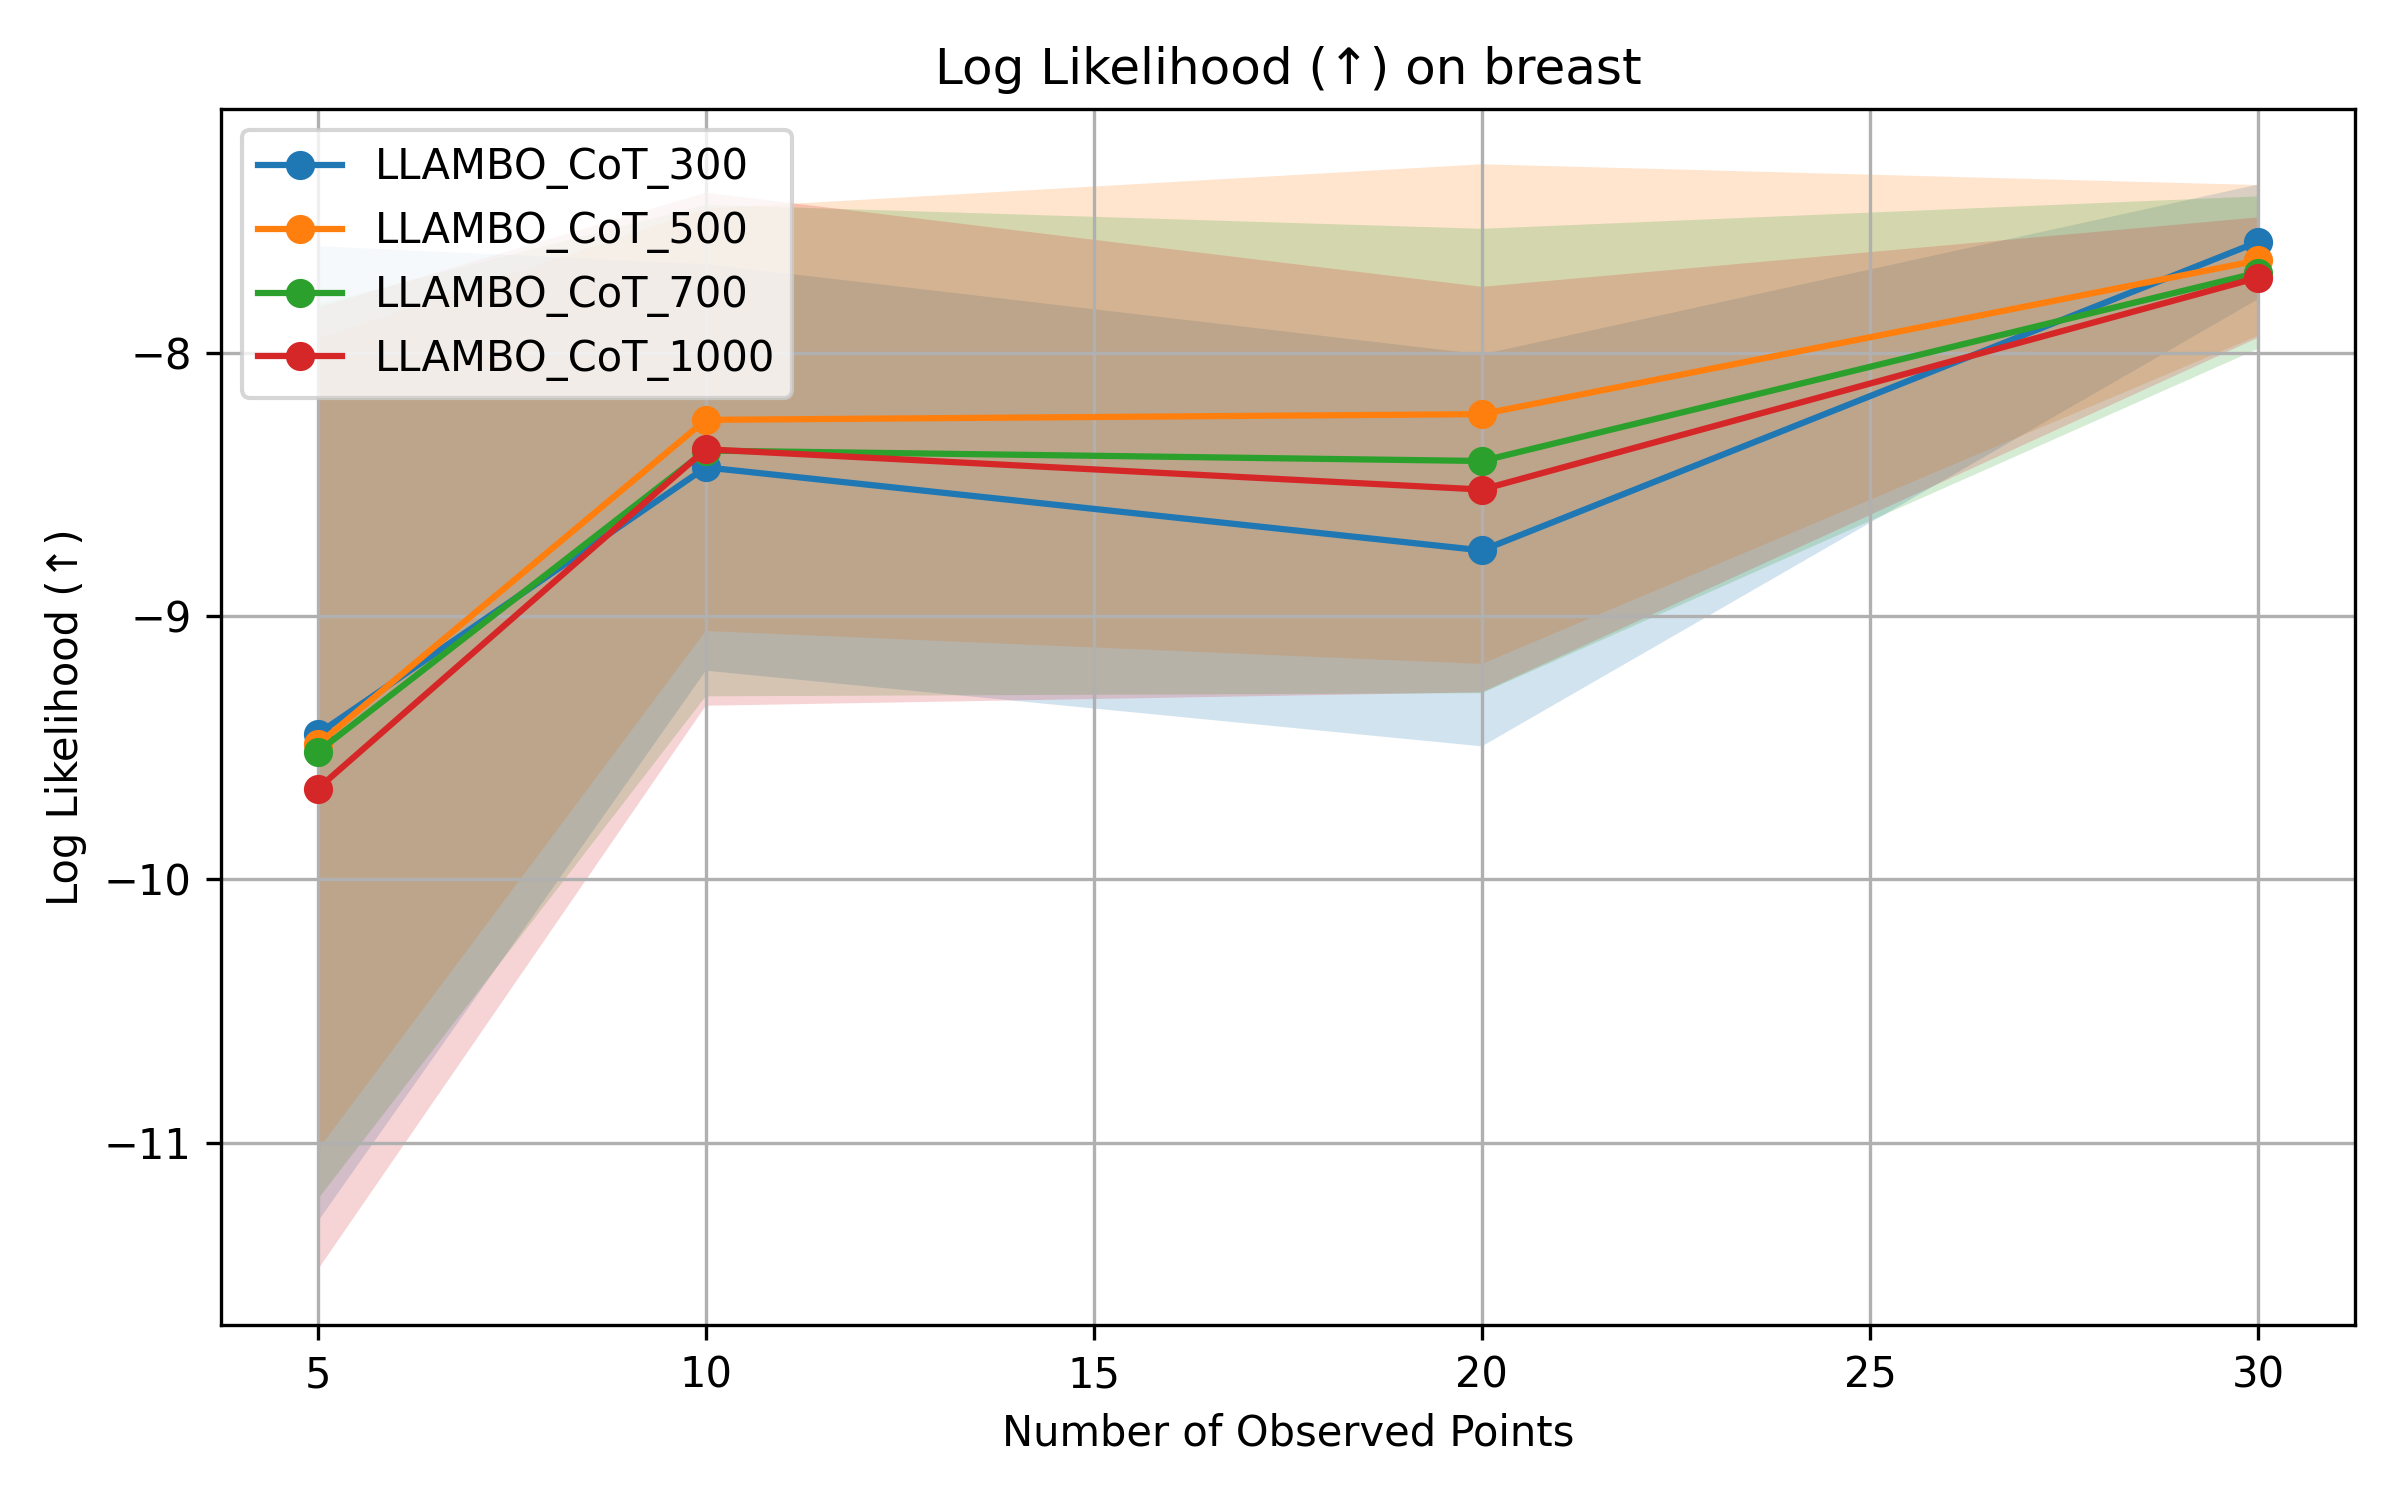 Log Likelihood (↑) on breast
LLAMBO_CoT_300
LLAMBO_CoT_500
LLAMBO_CoT_700
LLAMBO_CoT_1000
Log Likelihood (↑)
−8
−9
−10
−11
5 10 15 20 25 30
Number of Observed Points